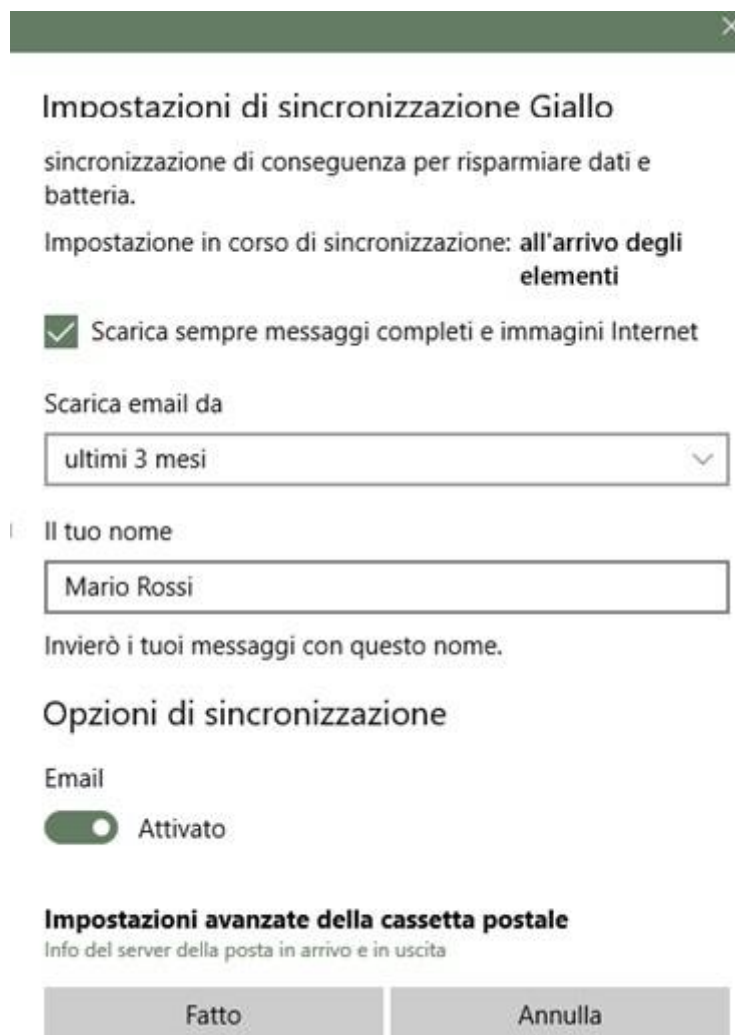 Impostazioni di sincronizzazione Giallo
sincronizzazione di conseguenza per risparmiare dati e
batteria.
Impostazione in corso di sincronizzazione: all'arrivo degli
elementi
Scarica sempre messaggi completi e immagini Internet
Scarica email da
ultimi 3 mesi
Il tuo nome
Mario Rossi
Invierò i tuoi messaggi con questo nome.
Opzioni di sincronizzazione
Email
Attivato
Impostazioni avanzate della cassetta postale
Info del server della posta in arrivo e in uscita
Fatto
Annulla